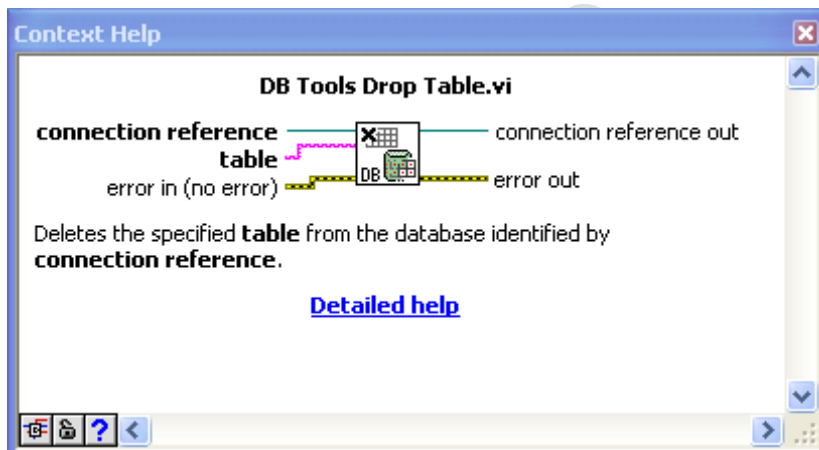 Context Help
DB Tools Drop Table.vi
connection reference connection reference out
table
error in (no error) error out
DB
Deletes the specified table from the database identified by
connection reference.
Detailed help
?